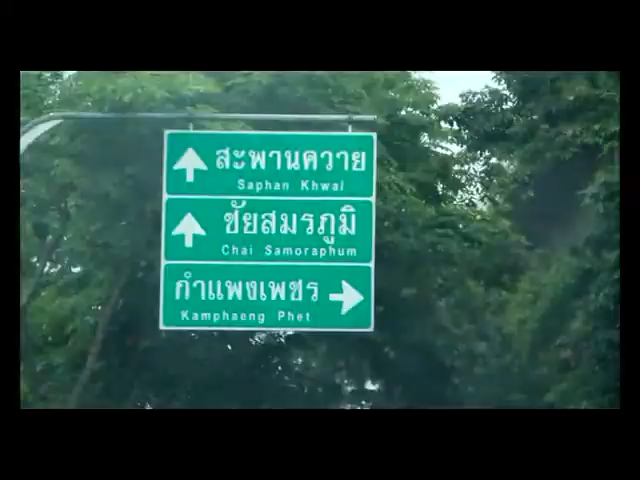 สะพานควาย
Saphan Khwai
ชัยสมรภูมิ
Chai Samoraphum
กำแพงเพชร
Kamphaeng Phet